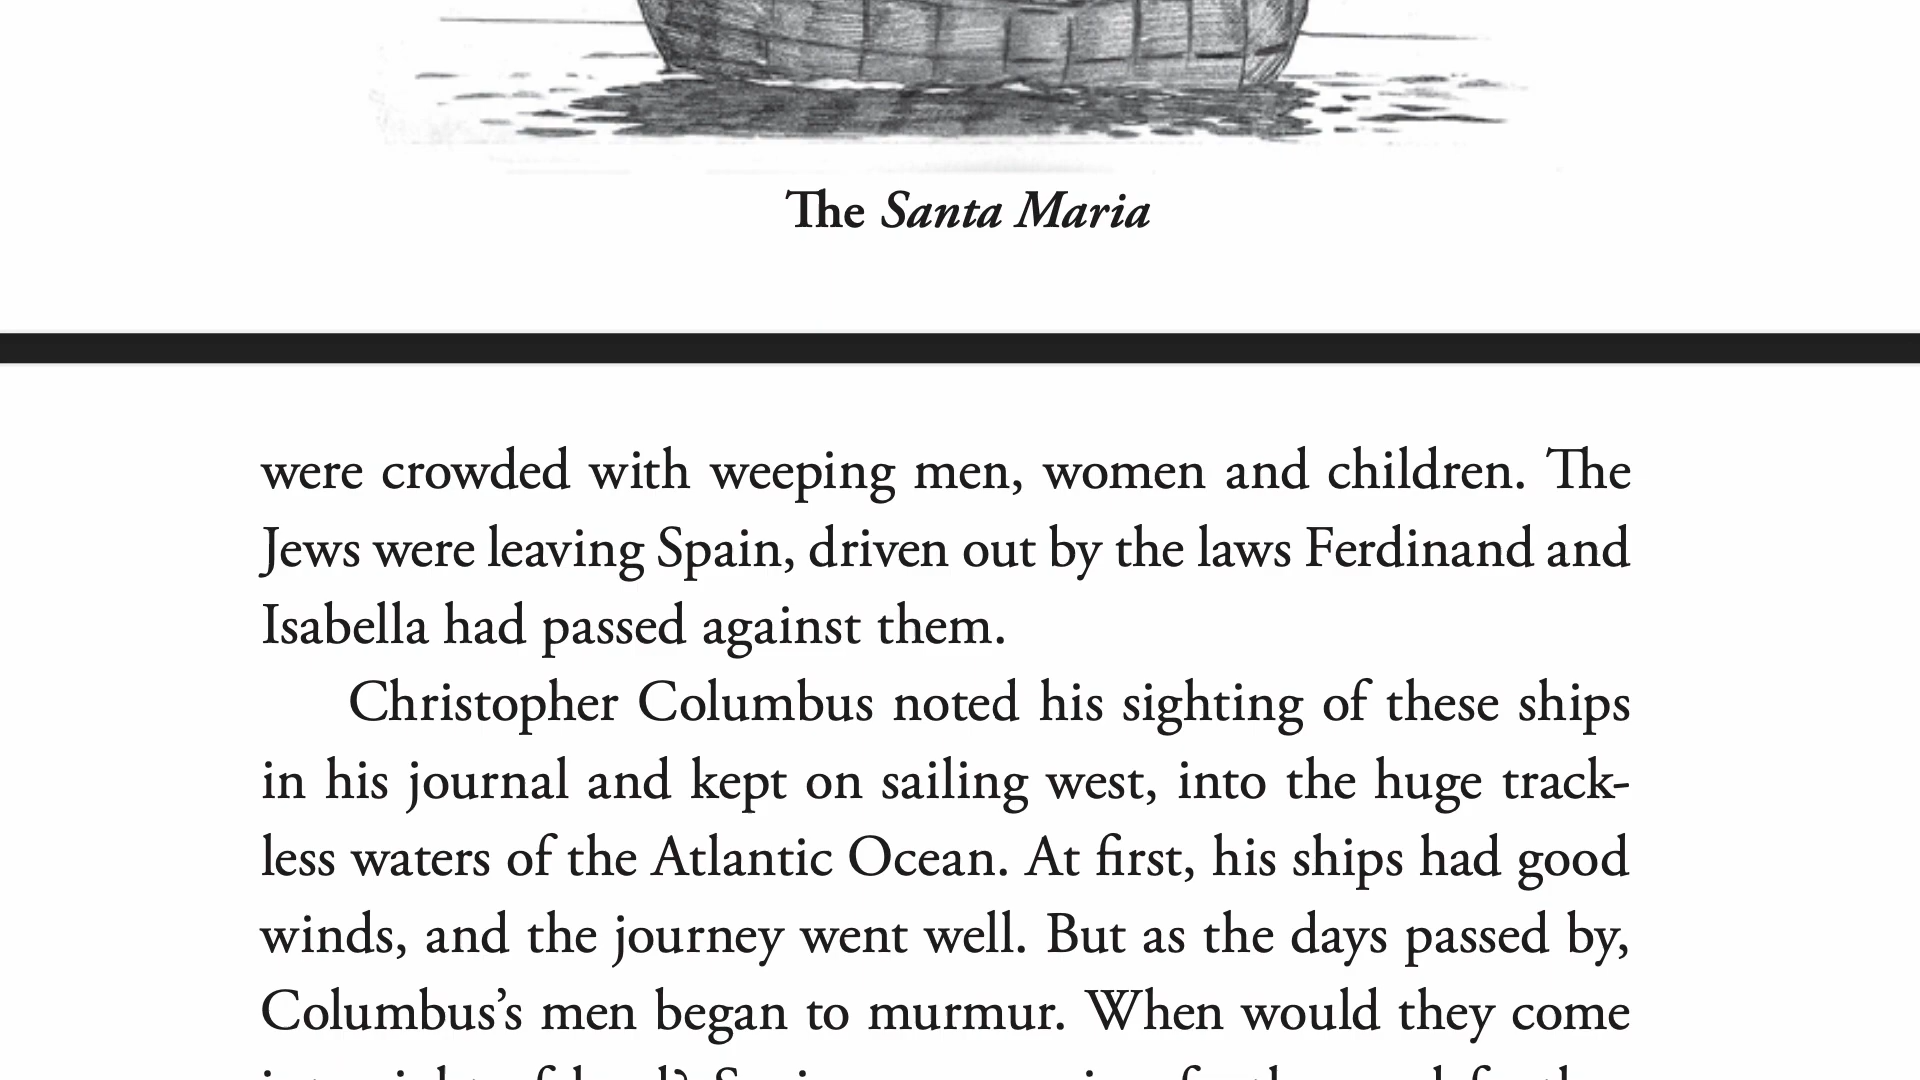 The Santa Maria
were crowded with weeping men, women and children. The
Jews were leaving Spain, driven out by the laws Ferdinand and
Isabella had passed against them.
Christopher Columbus noted his sighting of these ships
in his journal and kept on sailing west, into the huge track-
less waters of the Atlantic Ocean. At first, his ships had good
winds, and the journey went well. But as the days passed by,
Columbus’s men began to murmur. When would they come